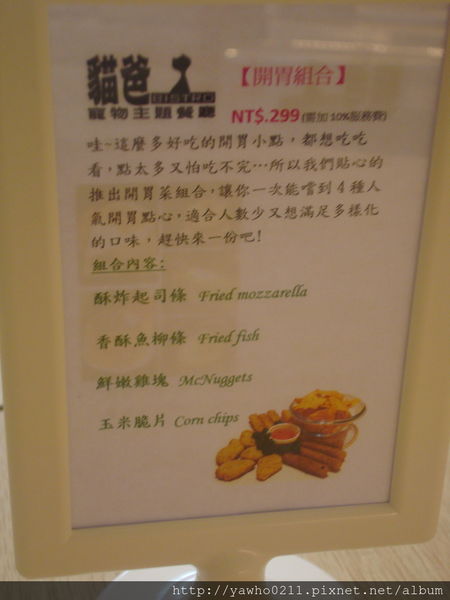 貓爸
BISTRO
寵物主題餐廳
【開胃組合】
NT$.299(需加 10%服務費)
哇~這麼多好吃的開胃小點，都想吃吃
看，點太多又怕吃不完…所以我們貼心的
推出開胃菜組合，讓你一次能嚐到 4 種人
氣開胃點心，適合人數少又想滿足多樣化
的口味，趕快來一份吧!
組合內容:
酥炸起司條 Fried mozzarella
香酥魚柳條 Fried fish
鮮嫩雞塊 McNuggets
玉米脆片 Corn chips
http://yawho0211.pixnet.net/album